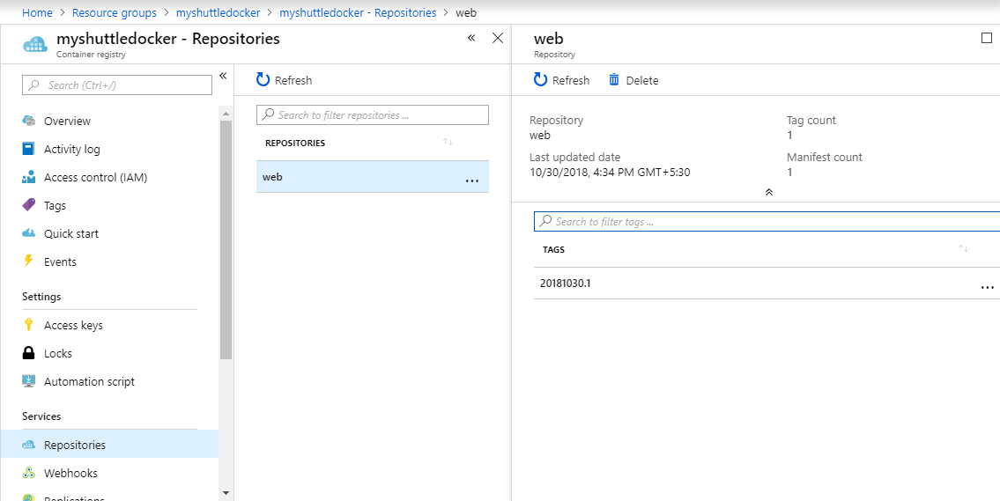 Home > Resource groups > myshuttledocker > myshuttledocker - Repositories > web
myshuttledocker - Repositories
Container registry
Search (Ctrl+/)
Overview
Activity log
Access control (IAM)
Tags
Quick start
Events
Settings
Access keys
Locks
Automation script
Services
Repositories
Webhooks
Replications
Refresh
Search to filter repositories ...
REPOSITORIES
web
web
Repository
Refresh Delete
Repository
web
Tag count
1
Last updated date
10/30/2018, 4:34 PM GMT+5:30
Manifest count
1
Search to filter tags ...
TAGS
20181030.1